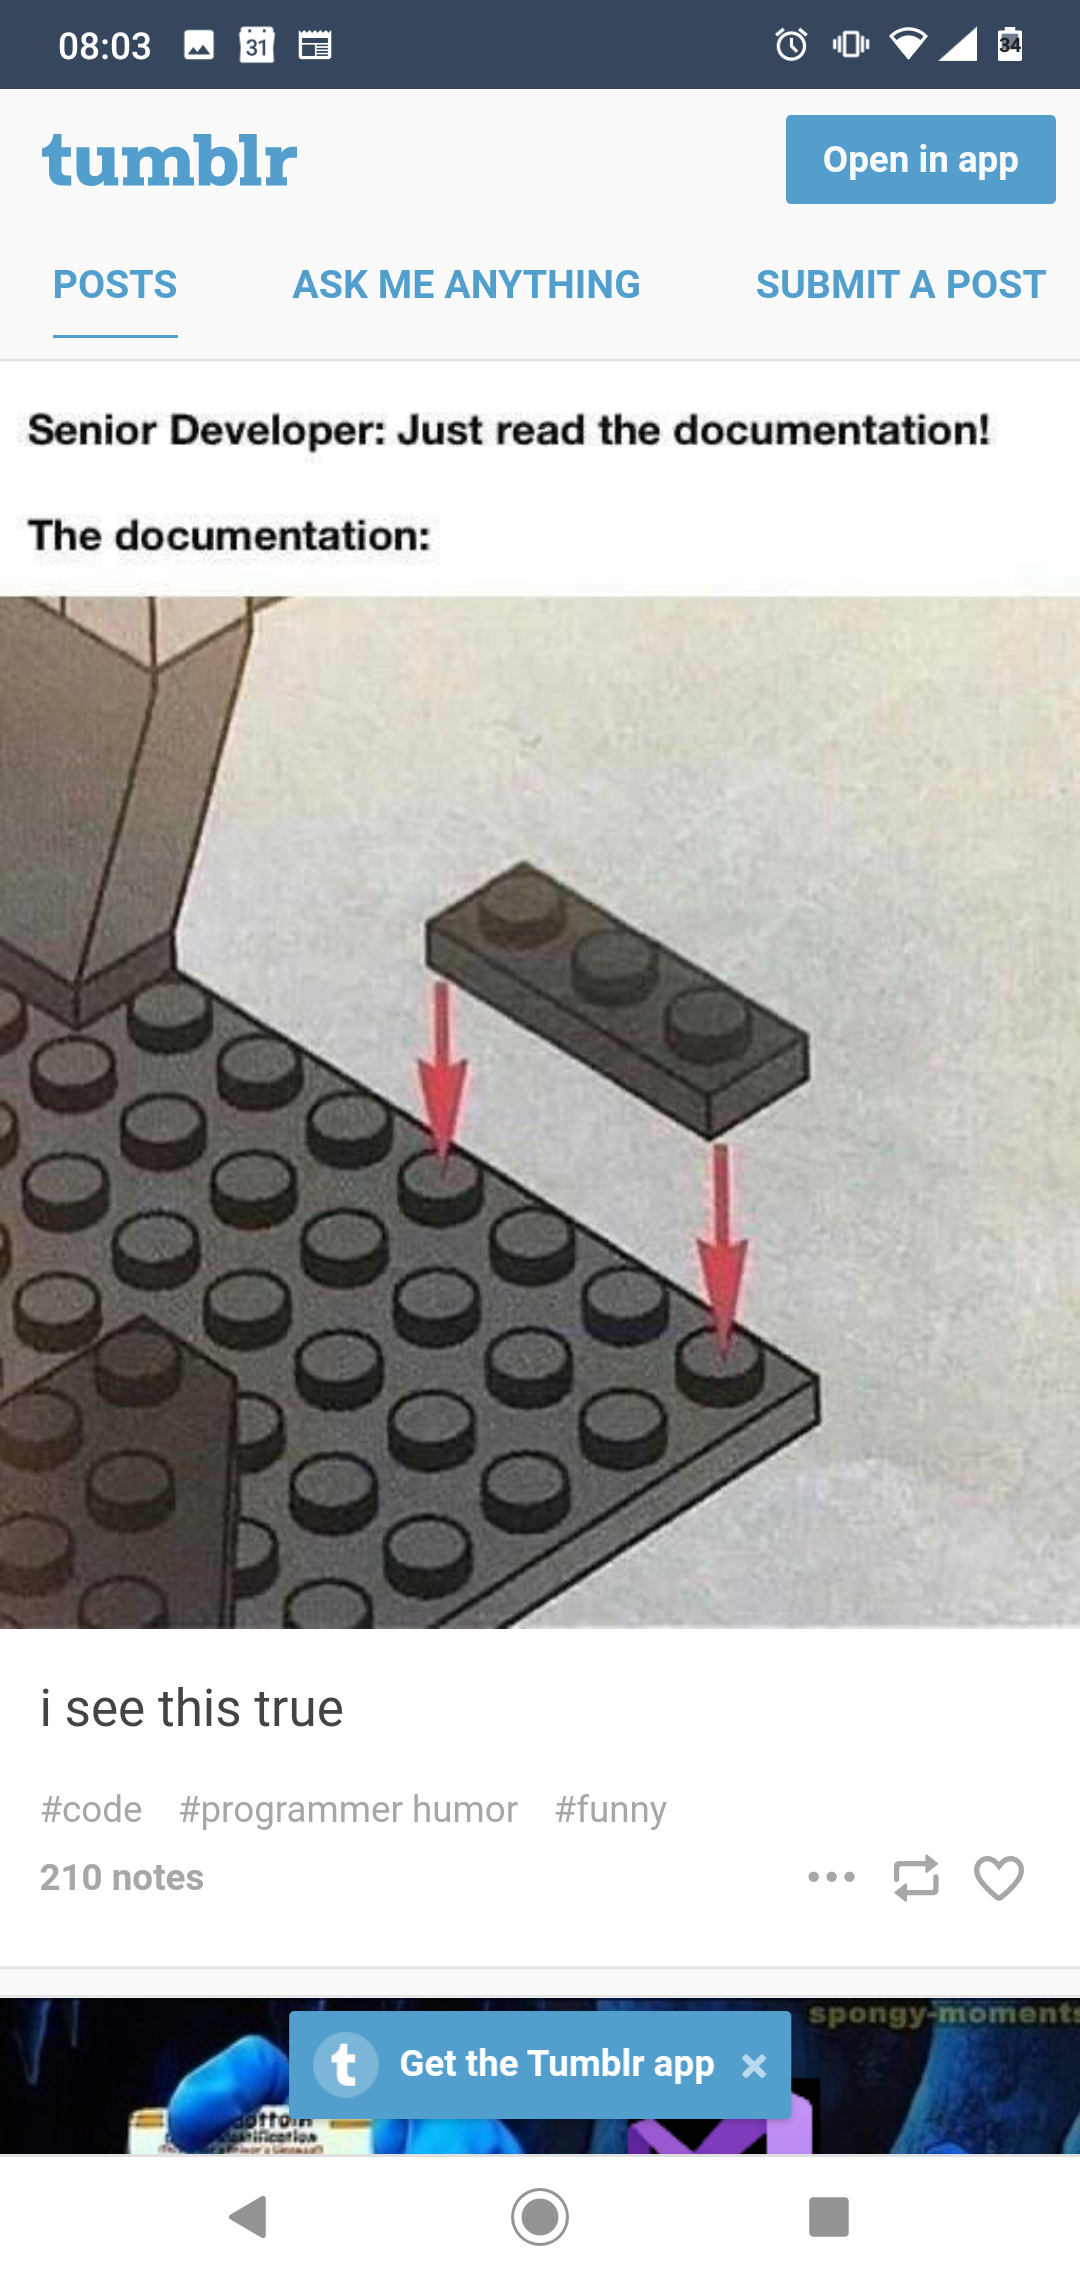 08:03 31 34
tumblr Open in app
POSTS ASK ME ANYTHING SUBMIT A POST
Senior Developer: Just read the documentation!
The documentation:
i see this true
#code #programmer humor #funny
210 notes
spongy-moments
t Get the Tumblr app ×